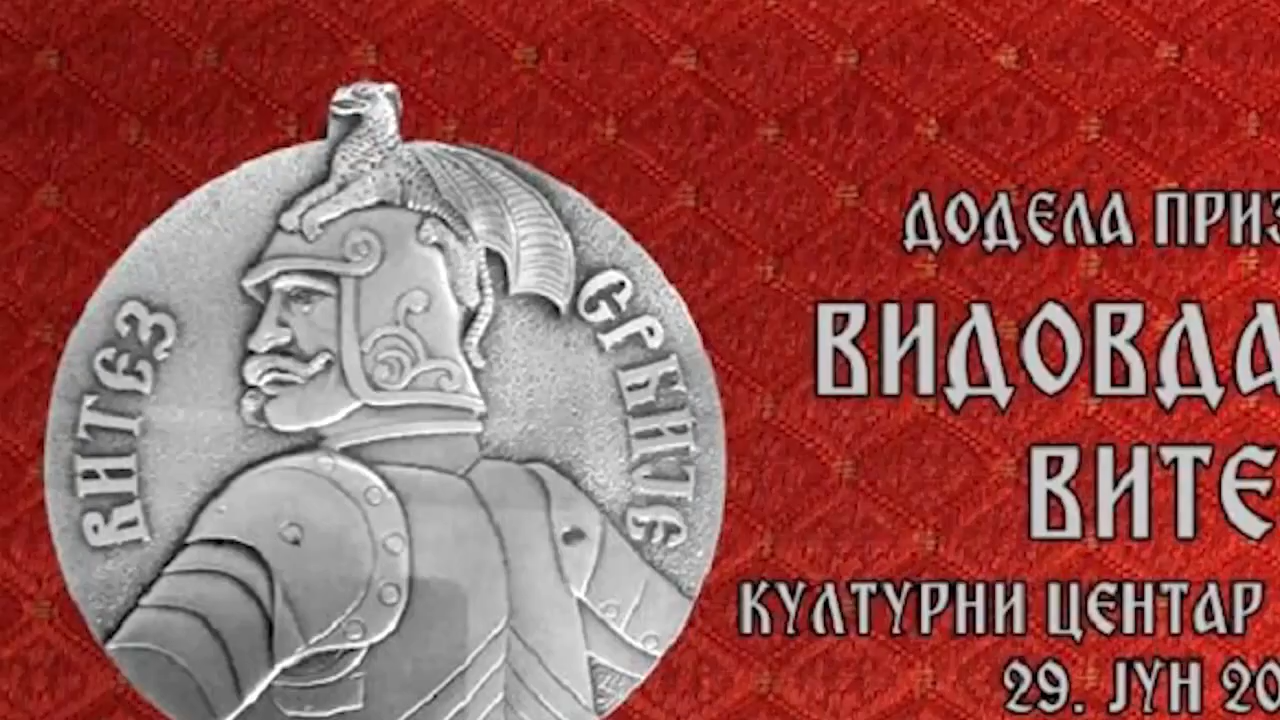 ВИТЕЗ
СРБИЈЕ
ДОДЕЛА ПРИЗ
ВИДОВДА
ВИТЕ
КУЛТУРНИ ЦЕНТАР
29. ЈУН 20